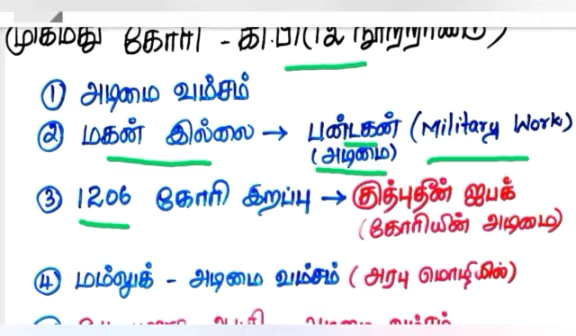 முகமது கோரி - கி.பி (12 நூற்றாண்டு)
① அடிமை வம்சம்
② மகன் இல்லை → பண்டகன் (Military Work)
(அடிமை)
③ 1206 கோரி இறப்பு → குத்புதீன் ஐபக்
(கோரியின் அடிமை)
④ மம்லுக் - அடிமை வம்சம் (அரபு மொழியில்)